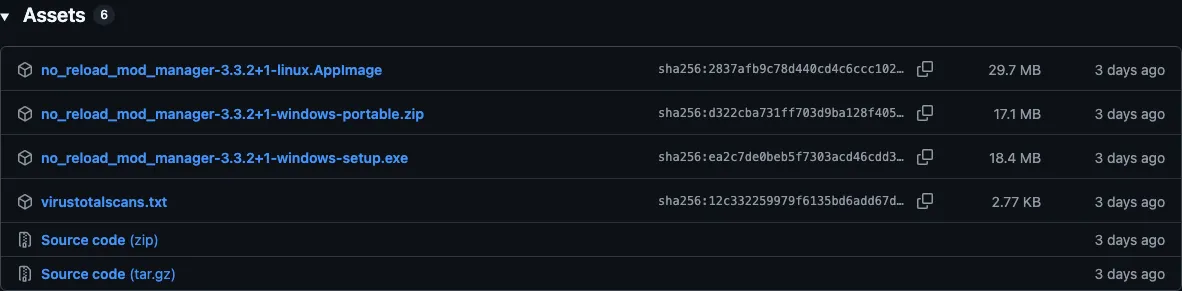 Assets 6
no_reload_mod_manager-3.3.2+1-linux.AppImage sha256:2837afb9c78d440cd4c6ccc102… 29.7 MB 3 days ago
no_reload_mod_manager-3.3.2+1-windows-portable.zip sha256:d322cba731ff703d9ba128f405… 17.1 MB 3 days ago
no_reload_mod_manager-3.3.2+1-windows-setup.exe sha256:ea2c7de0beb5f7303acd46cdd3… 18.4 MB 3 days ago
virustotalscans.txt sha256:12c332259979f6135bd6add67d… 2.77 KB 3 days ago
Source code (zip) 3 days ago
Source code (tar.gz) 3 days ago